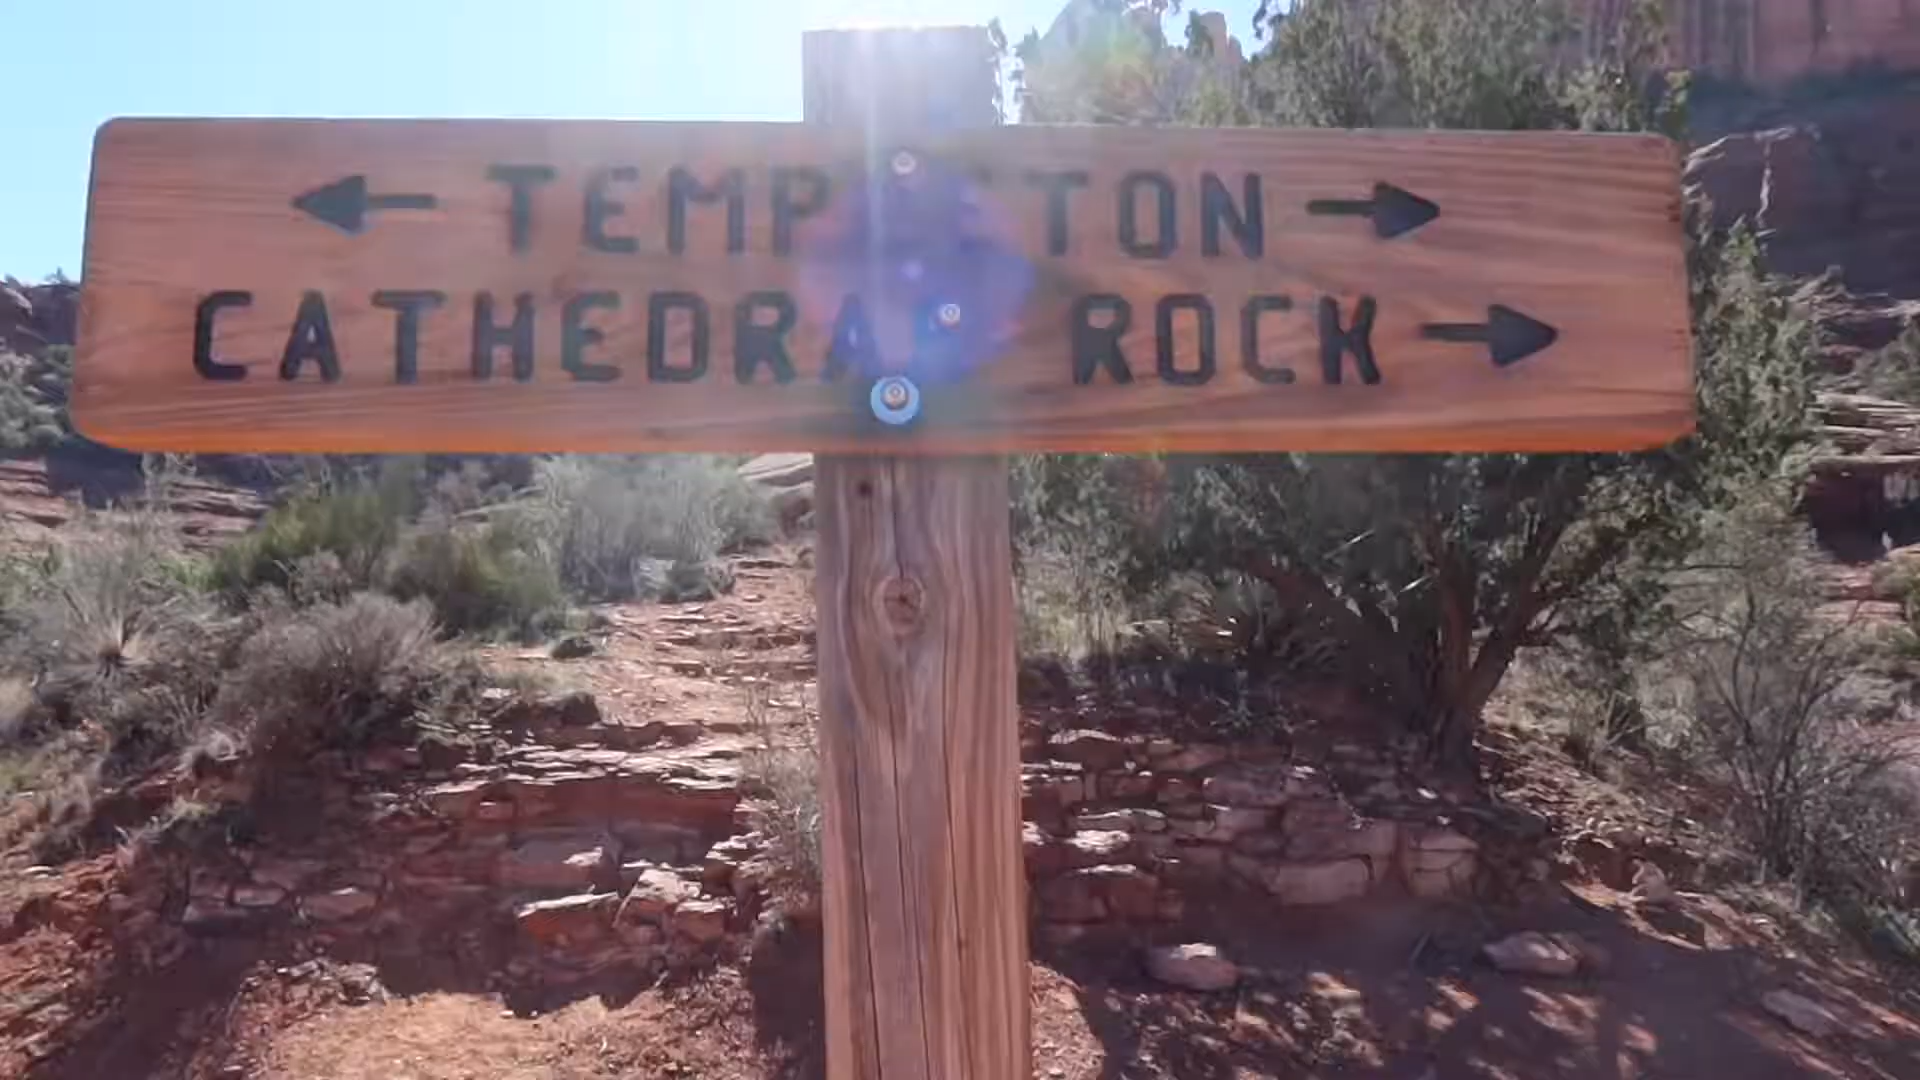 ← TEMPLETON →
CATHEDRAL ROCK →